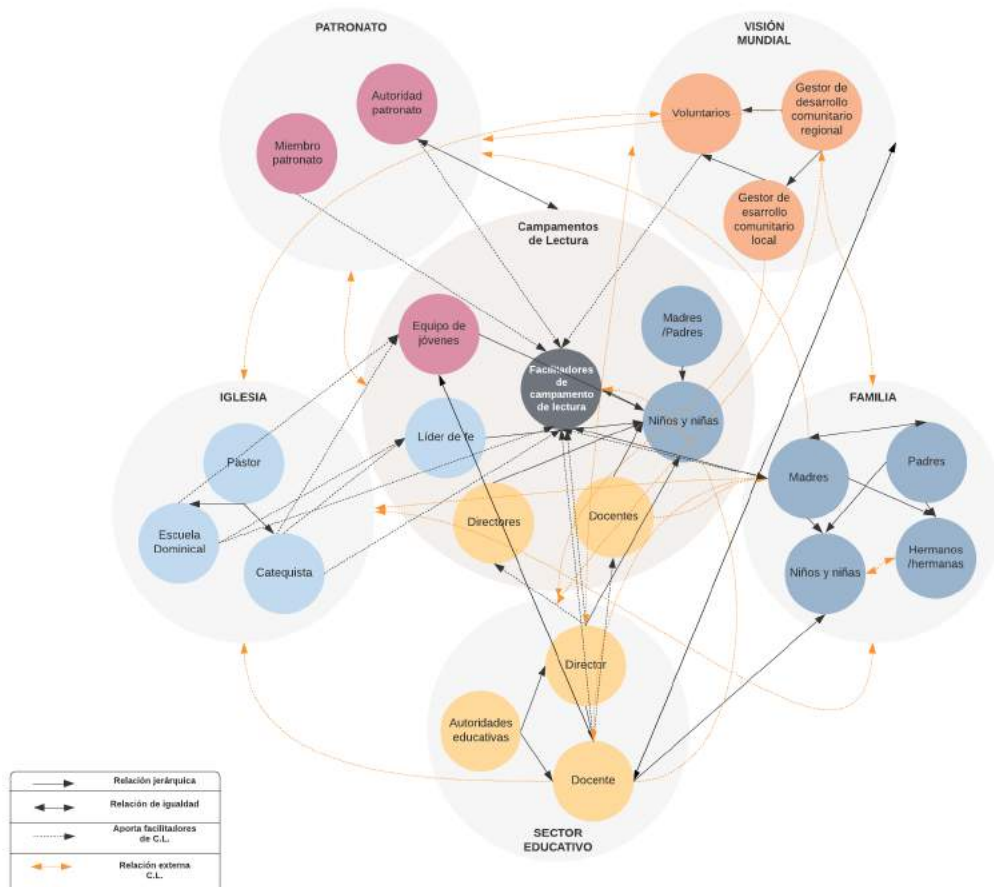 PATRONATO
Autoridad
patronato
Miembro
patronato
VISIÓN
MUNDIAL
Voluntarios
Gestor de
desarrollo
comunitario
regional
Gestor de
esarrollo
comunitario
local
Campamentos
de Lectura
Equipo de
jóvenes
Madres
/Padres
Facilitadores
de
campamento
de lectura
Niños y niñas
Líder de fe
Directores
Docentes
IGLESIA
Pastor
Escuela
Dominical
Catequista
FAMILIA
Madres
Padres
Niños y niñas
Hermanos
/hermanas
Director
Autoridades
educativas
Docente
SECTOR
EDUCATIVO
Relación jerárquica
Relación de igualdad
Aporta facilitadores
de C.L.
Relación externa
C.L.